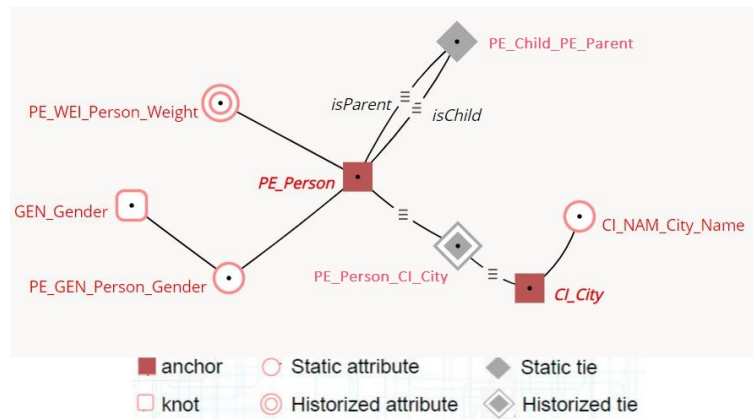 PE_Child_PE_Parent
isParent
isChild
PE_WEI_Person_Weight
PE_Person
GEN_Gender
CI_NAM_City_Name
PE_GEN_Person_Gender
PE_Person_CI_City
CI_City
anchor Static attribute Static tie
knot Historized attribute Historized tie